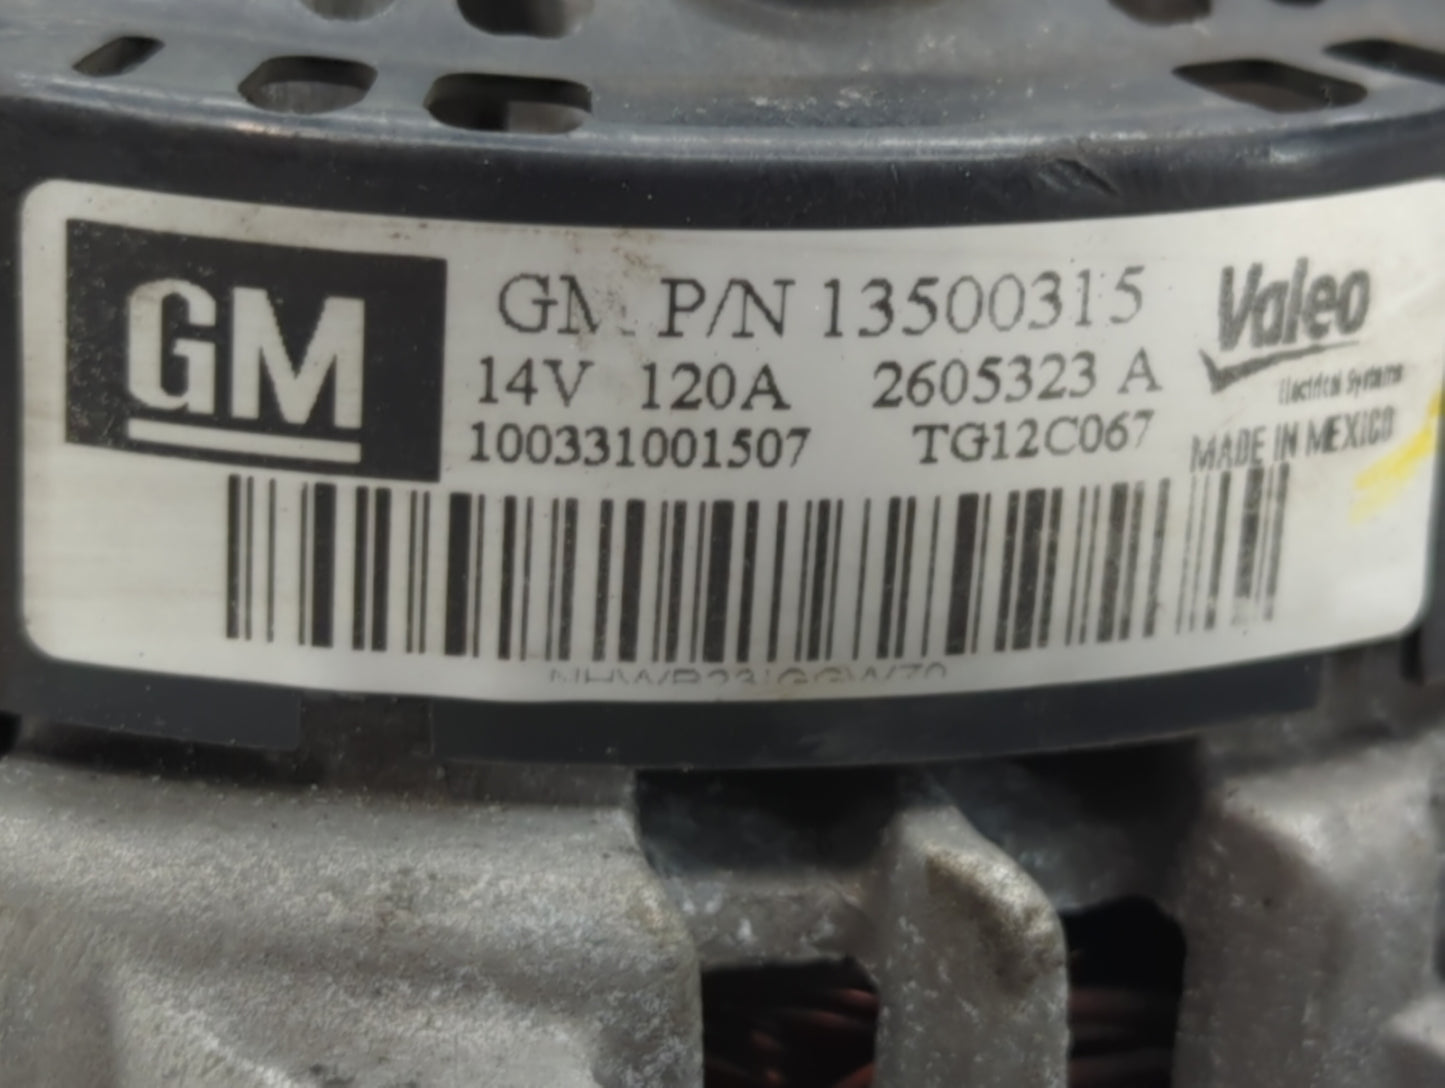 GM
GM P/N 13500315
14V 120A 2605323 A
100331001507 TG12C067
Valeo
Electrical Systems
MADE IN MEXICO